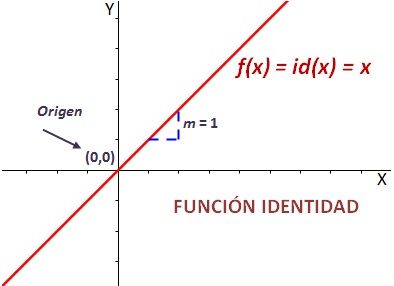 Y
f(x) = id(x) = x
Origen
m = 1
(0,0)
X
FUNCIÓN IDENTIDAD